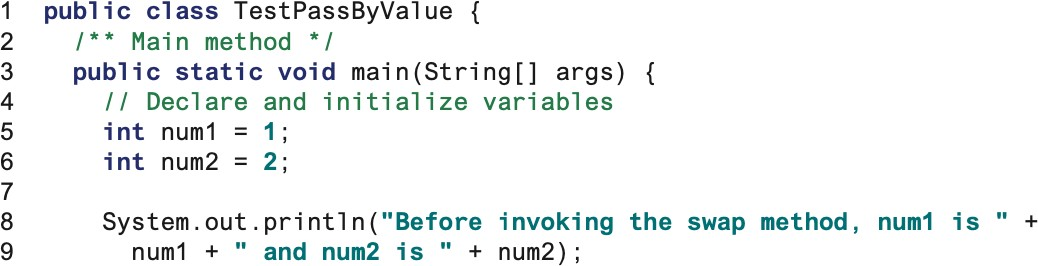 1 public class TestPassByValue {
2 /** Main method */
3 public static void main(String[] args) {
4 // Declare and initialize variables
5 int num1 = 1;
6 int num2 = 2;
7
8 System.out.println("Before invoking the swap method, num1 is " +
9 num1 + " and num2 is " + num2);